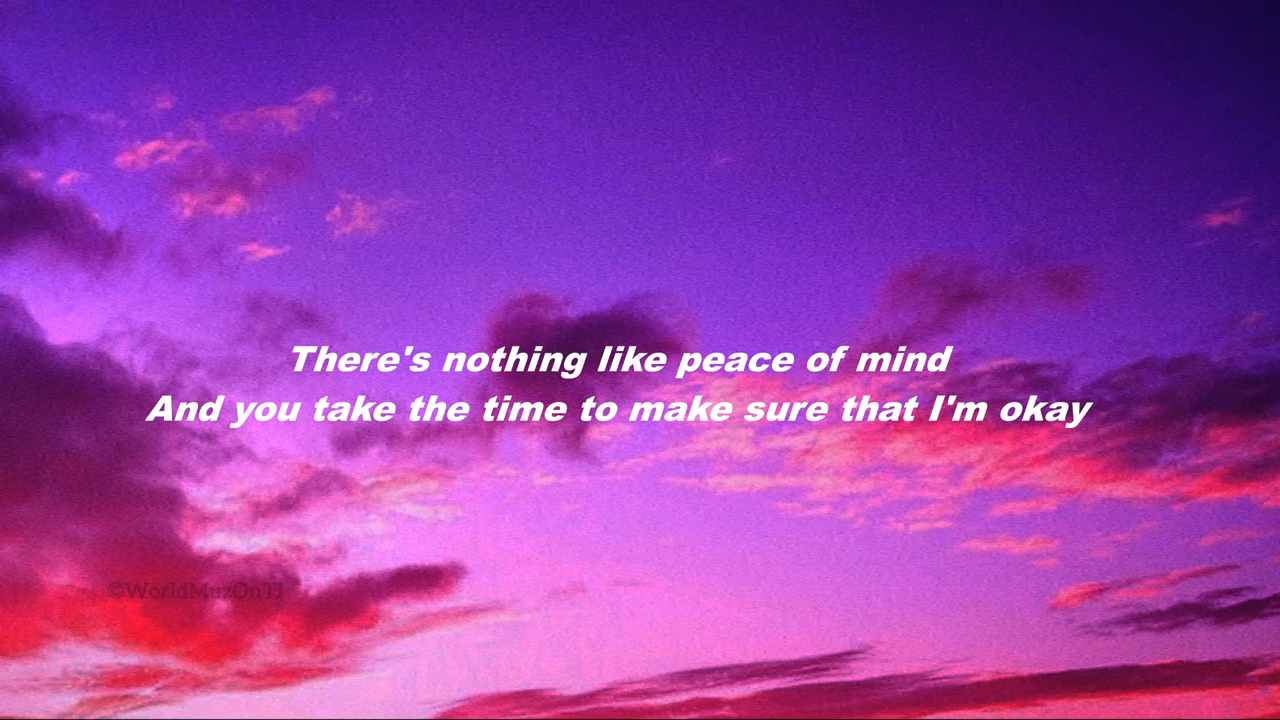 There's nothing like peace of mind
And you take the time to make sure that I'm okay
©WorldMuzOnTJ